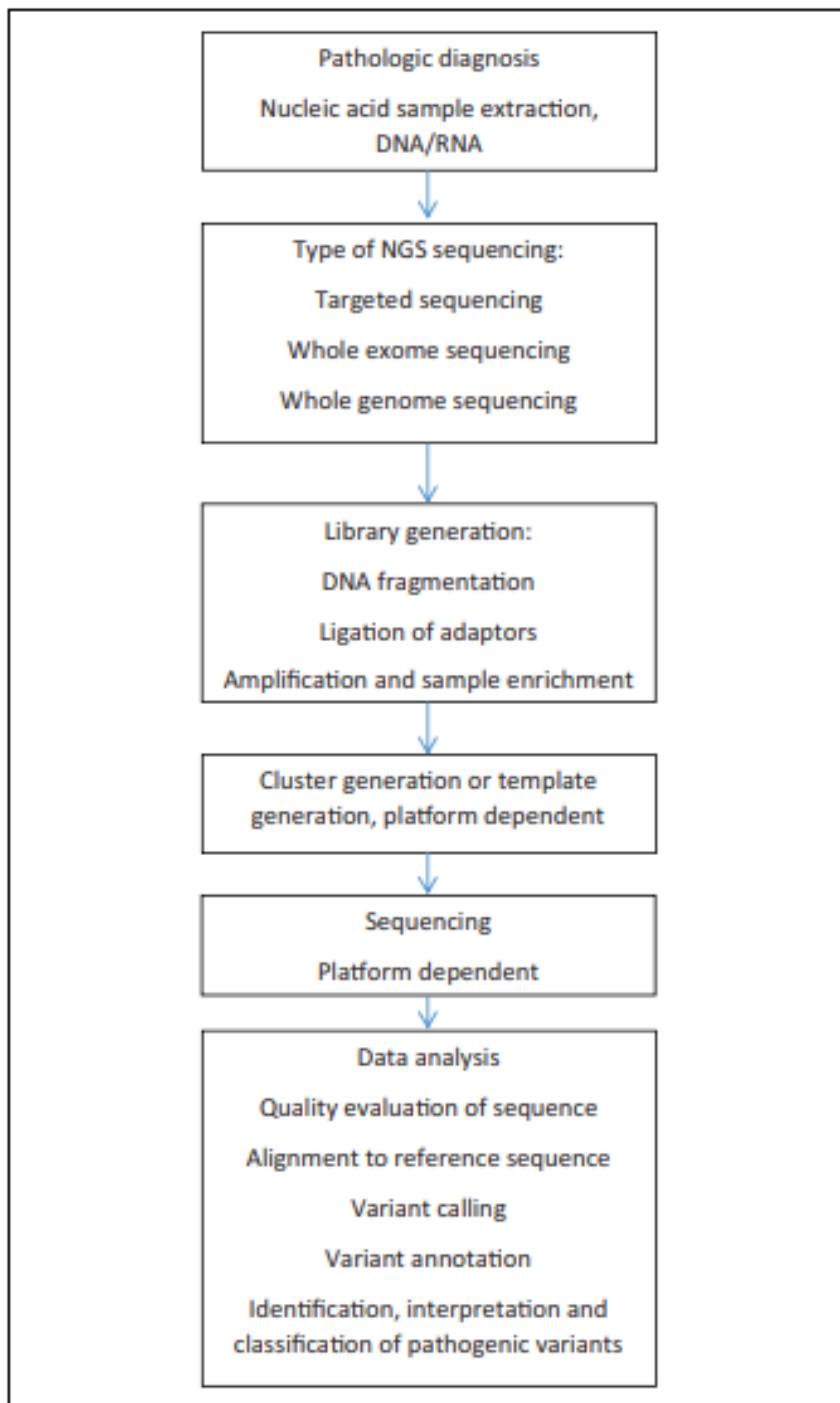 Pathologic diagnosis
Nucleic acid sample extraction,
DNA/RNA
Type of NGS sequencing:
Targeted sequencing
Whole exome sequencing
Whole genome sequencing
Library generation:
DNA fragmentation
Ligation of adaptors
Amplification and sample enrichment
Cluster generation or template
generation, platform dependent
Sequencing
Platform dependent
Data analysis
Quality evaluation of sequence
Alignment to reference sequence
Variant calling
Variant annotation
Identification, interpretation and
classification of pathogenic variants